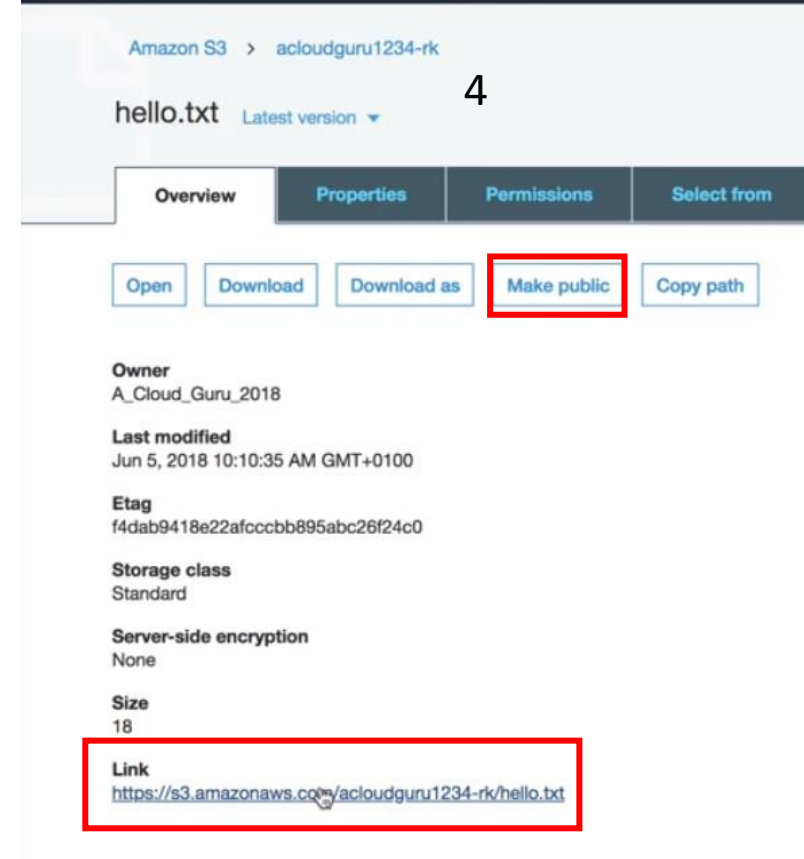 Amazon S3 > acloudguru1234-rk
4
hello.txt Latest version
Overview Properties Permissions Select from
Open Download Download as Make public Copy path
Owner
A_Cloud_Guru_2018
Last modified
Jun 5, 2018 10:10:35 AM GMT+0100
Etag
f4dab9418e22afcccbb895abc26f24c0
Storage class
Standard
Server-side encryption
None
Size
18
Link
https://s3.amazonaws.com/acloudguru1234-rk/hello.txt